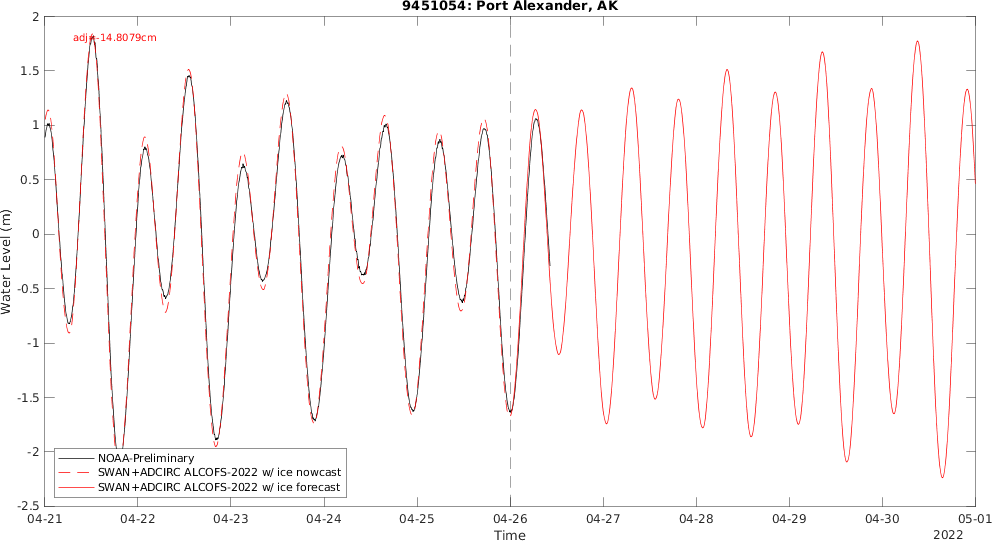 9451054: Port Alexander, AK
adj=-14.8079cm
Water Level (m)
2
1.5
1
0.5
0
-0.5
-1
-1.5
-2
-2.5
NOAA-Preliminary
SWAN+ADCIRC ALCOFS-2022 w/ ice nowcast
SWAN+ADCIRC ALCOFS-2022 w/ ice forecast
04-21 04-22 04-23 04-24 04-25 04-26 04-27 04-28 04-29 04-30 05-01
Time
2022